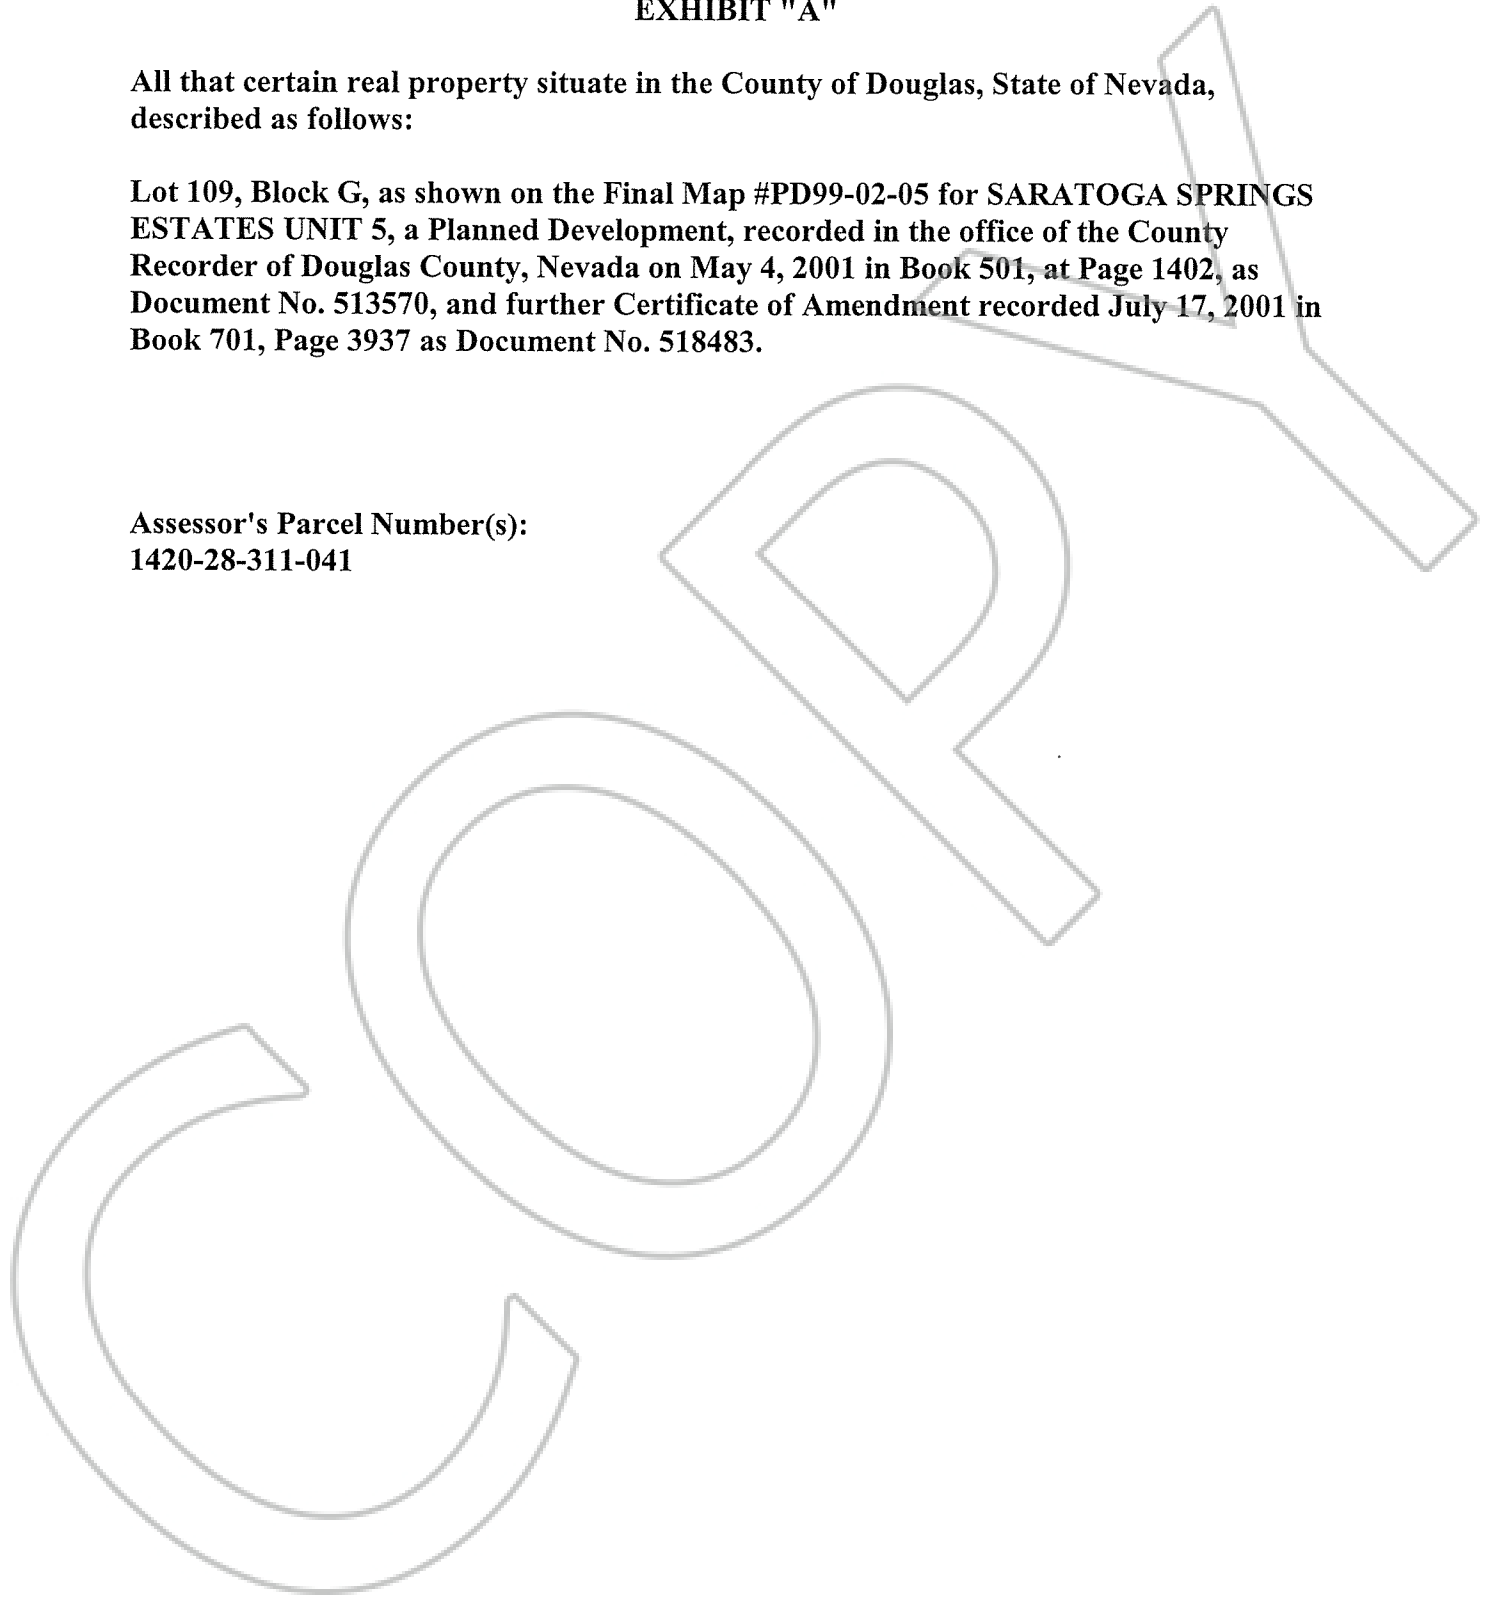 EXHIBIT "A"
All that certain real property situate in the County of Douglas, State of Nevada,
described as follows:
Lot 109, Block G, as shown on the Final Map #PD99-02-05 for SARATOGA SPRINGS
ESTATES UNIT 5, a Planned Development, recorded in the office of the County
Recorder of Douglas County, Nevada on May 4, 2001 in Book 501, at Page 1402, as
Document No. 513570, and further Certificate of Amendment recorded July 17, 2001 in
Book 701, Page 3937 as Document No. 518483.
Assessor's Parcel Number(s):
1420-28-311-041
COPY